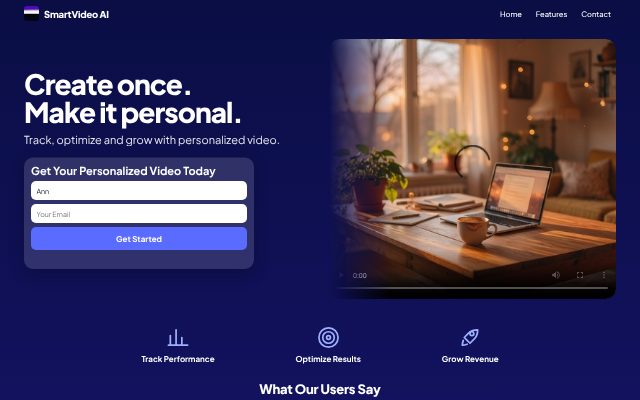 SmartVideo AI
Home
Features
Contact
Create once.
Make it personal.
Track, optimize and grow with personalized video.
Get Your Personalized Video Today
Ann
Your Email
Get Started
0:00
Track Performance
Optimize Results
Grow Revenue
What Our Users Say